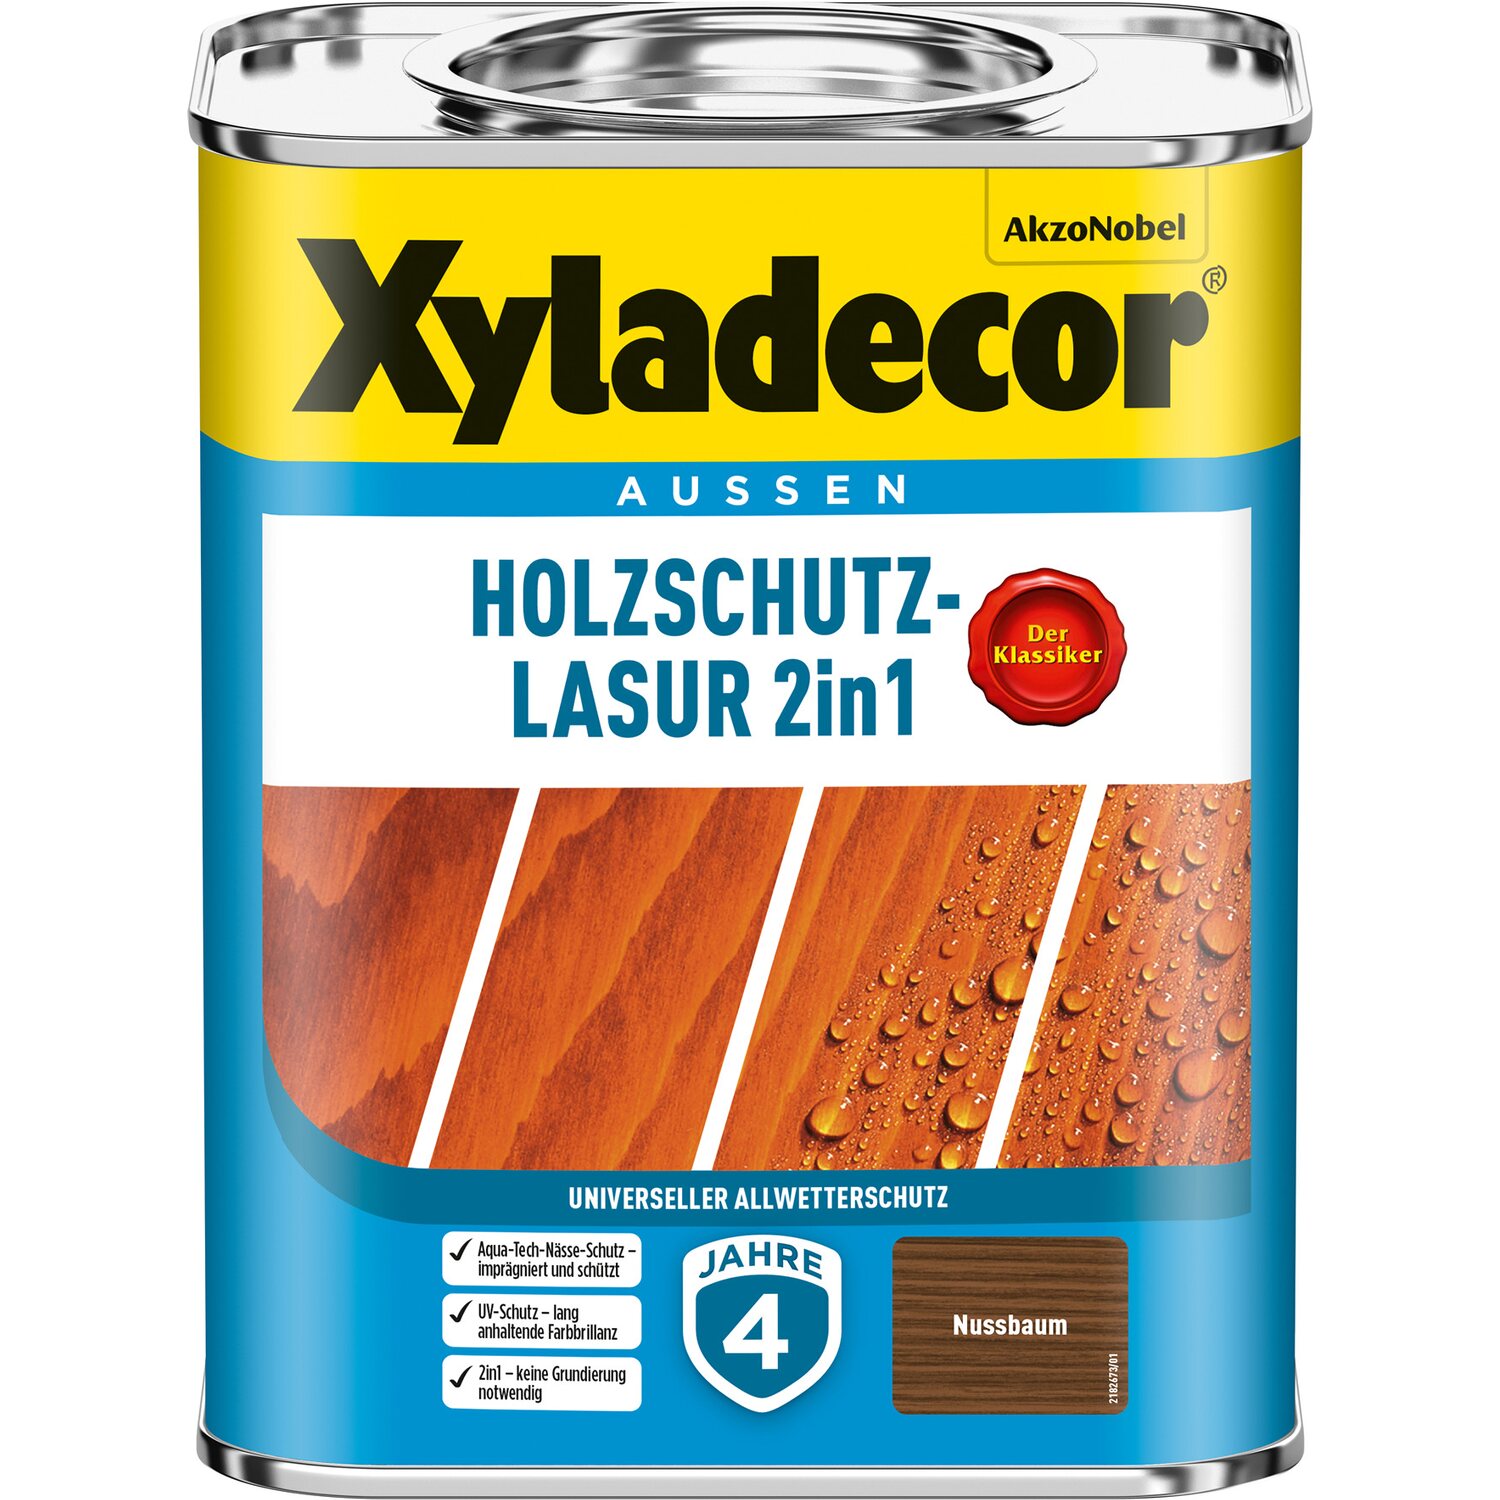 AkzoNobel
Xyladecor®
AUSSEN
HOLZSCHUTZ-
LASUR 2in1
Der
Klassiker
UNIVERSELLER ALLWETTERSCHUTZ
Aqua-Tech-Nässe-Schutz –
imprägniert und schützt
UV-Schutz – lang
anhaltende Farbbrillanz
2in1 – keine Grundierung
notwendig
JAHRE
4
Nussbaum
2182673/01